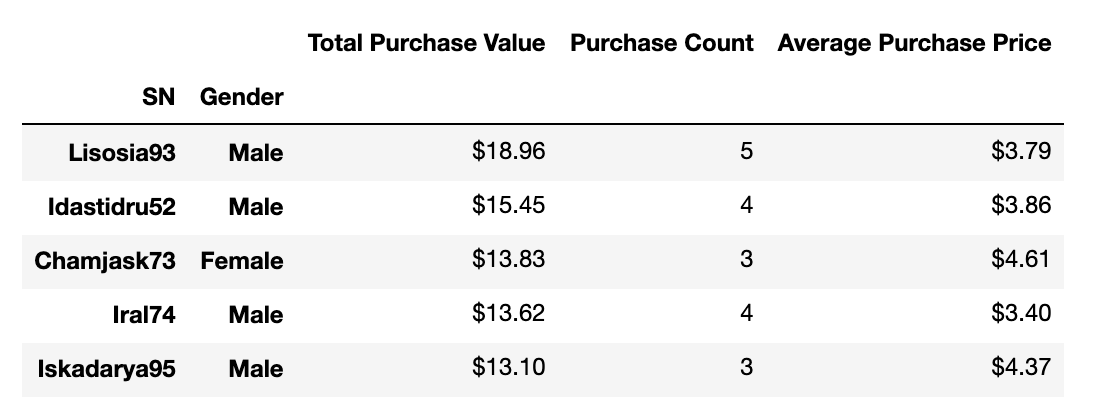 Total Purchase Value Purchase Count Average Purchase Price
SN Gender
Lisosia93 Male $18.96 5 $3.79
Idastidru52 Male $15.45 4 $3.86
Chamjask73 Female $13.83 3 $4.61
Iral74 Male $13.62 4 $3.40
Iskadarya95 Male $13.10 3 $4.37